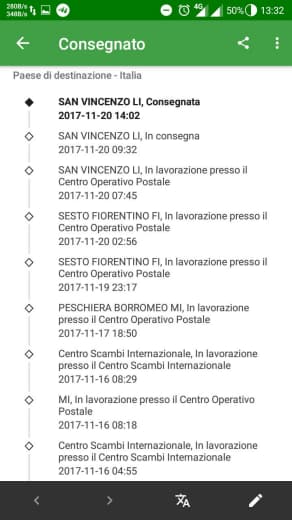 2808/s
348B/s
4G
50%
13:32
Consegnato
Paese di destinazione - Italia
SAN VINCENZO LI, Consegnata
2017-11-20 14:02
SAN VINCENZO LI, In consegna
2017-11-20 09:32
SAN VINCENZO LI, In lavorazione presso il
Centro Operativo Postale
2017-11-20 07:45
SESTO FIORENTINO FI, In lavorazione presso il
Centro Operativo Postale
2017-11-20 02:56
SESTO FIORENTINO FI, In lavorazione presso il
Centro Operativo Postale
2017-11-19 23:17
PESCHIERA BORROMEO MI, In lavorazione
presso il Centro Operativo Postale
2017-11-17 18:50
Centro Scambi Internazionale, In lavorazione
presso il Centro Scambi Internazionale
2017-11-16 08:29
MI, In lavorazione presso il Centro Operativo
Postale
2017-11-16 08:18
Centro Scambi Internazionale, In lavorazione
presso il Centro Scambi Internazionale
2017-11-16 04:55